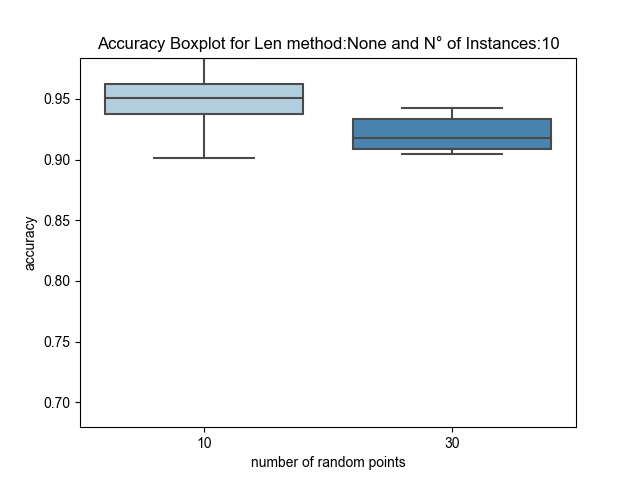 Accuracy Boxplot for Len method:None and N° of Instances:10
0.95
0.90
0.85
0.80
0.75
0.70
accuracy
10
30
number of random points